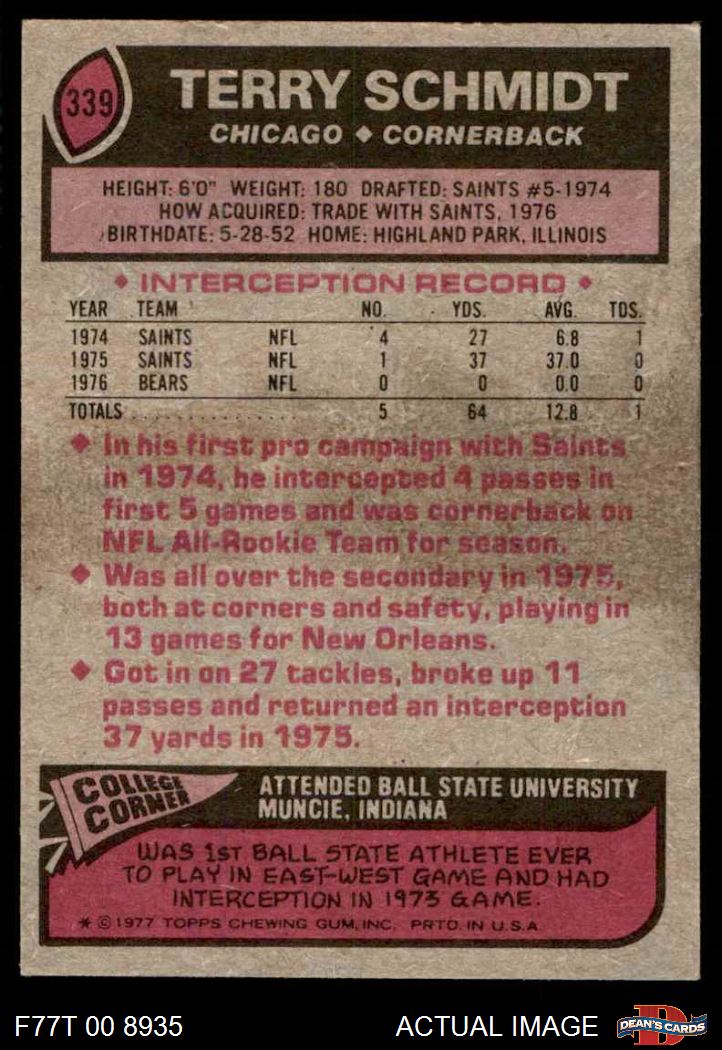 339
TERRY SCHMIDT
CHICAGO ♦ CORNERBACK
HEIGHT: 6'0" WEIGHT: 180 DRAFTED: SAINTS #5-1974
HOW ACQUIRED: TRADE WITH SAINTS, 1976
BIRTHDATE: 5-28-52 HOME: HIGHLAND PARK, ILLINOIS
♦ INTERCEPTION RECORD ♦
YEAR TEAM NO. YDS. AVG. TDS.
1974 SAINTS NFL 4 27 6.8 1
1975 SAINTS NFL 1 37 37.0 0
1976 BEARS NFL 0 0 0.0 0
TOTALS . . . . . . . . . . . . . . 5 64 12.8 1
♦ In his first pro campaign with Saints
in 1974, he intercepted 4 passes in
first 5 games and was cornerback on
NFL All-Rookie Team for season.
♦ Was all over the secondary in 1975,
both at corners and safety, playing in
13 games for New Orleans.
♦ Got in on 27 tackles, broke up 11
passes and returned an interception
37 yards in 1975.
COLLEGE
CORNER
ATTENDED BALL STATE UNIVERSITY
MUNCIE, INDIANA
WAS 1ST BALL STATE ATHLETE EVER
TO PLAY IN EAST-WEST GAME AND HAD
INTERCEPTION IN 1973 GAME.
* © 1977 TOPPS CHEWING GUM, INC. PRTD. IN U.S.A.
F77T 00 8935
ACTUAL IMAGE
D
DEAN'S CARDS